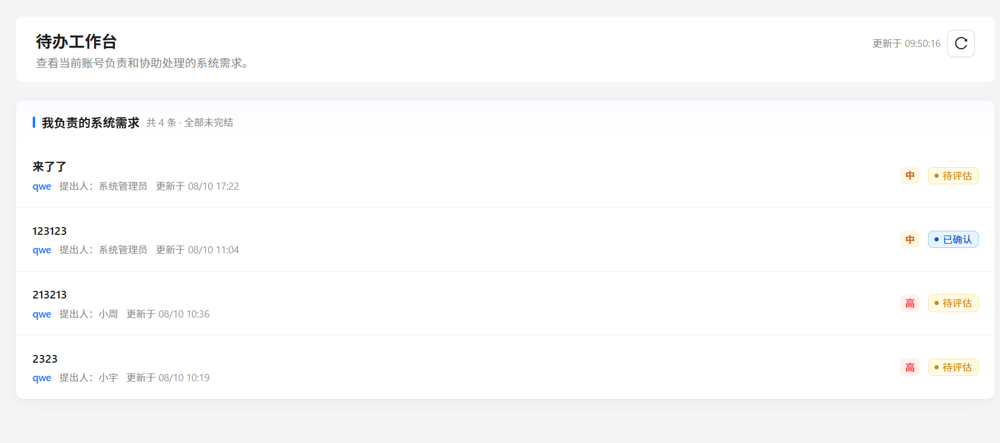 待办工作台
更新于 09:50:16
查看当前账号负责和协助处理的系统需求。
我负责的系统需求 共 4 条 · 全部未完结
来了了
中 待评估
qwe 提出人：系统管理员 更新于 08/10 17:22
123123
中 已确认
qwe 提出人：系统管理员 更新于 08/10 11:04
213213
高 待评估
qwe 提出人：小周 更新于 08/10 10:36
2323
高 待评估
qwe 提出人：小宇 更新于 08/10 10:19